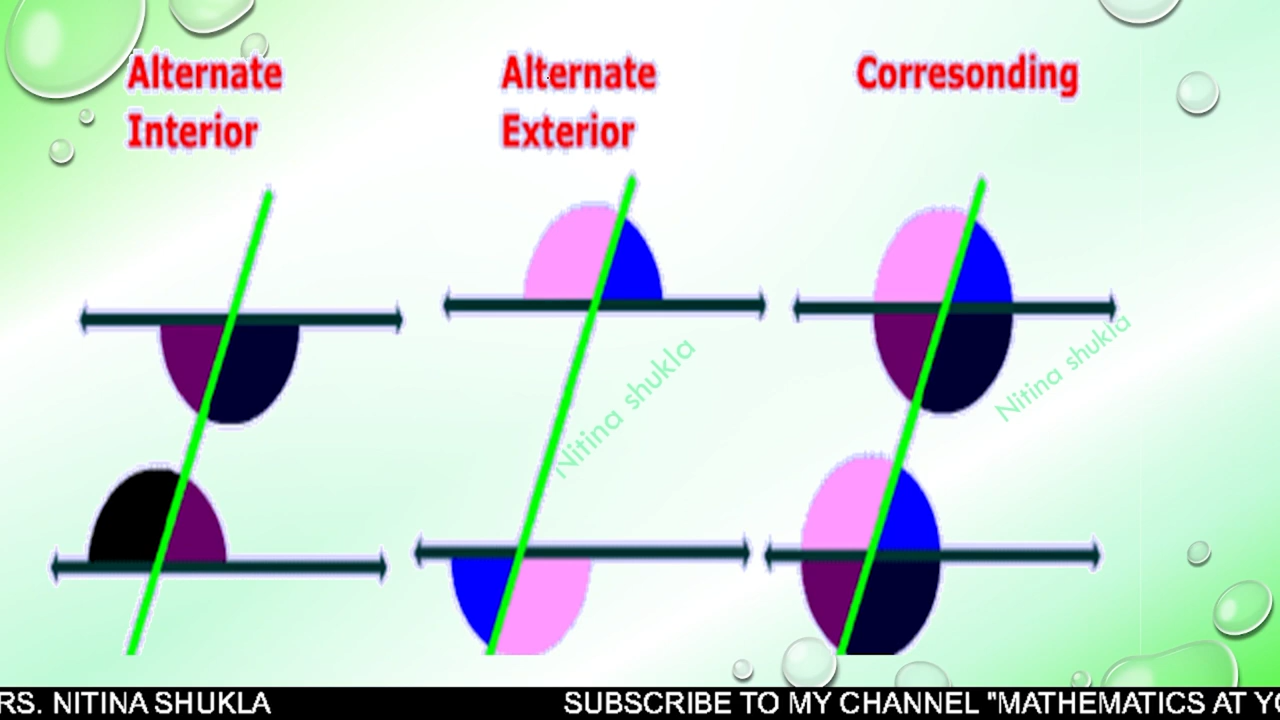 Alternate
Interior
Alternate
Exterior
Corresonding
Nitina shukla
Nitina shukla
RS. NITINA SHUKLA
SUBSCRIBE TO MY CHANNEL "MATHEMATICS AT YO